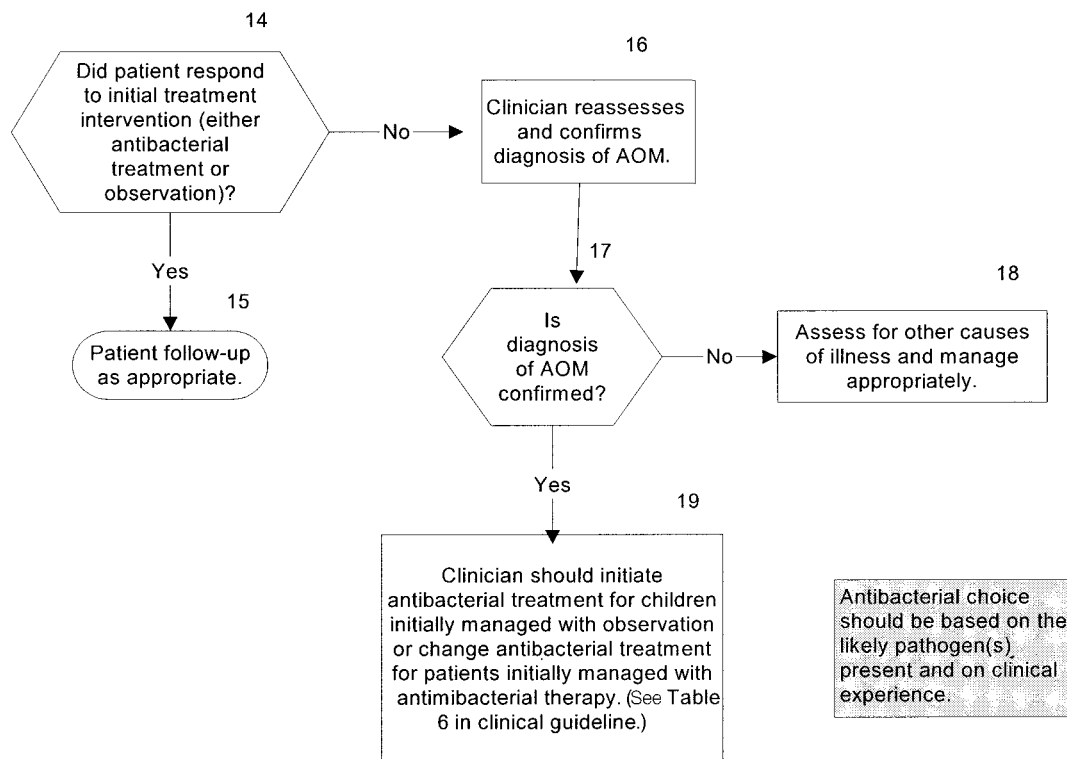 14
Did patient respond
to initial treatment
intervention (either
antibacterial
treatment or
observation)?
No
16
Clinician reassesses
and confirms
diagnosis of AOM.
Yes
15
Patient follow-up
as appropriate.
17
Is
diagnosis
of AOM
confirmed?
No
18
Assess for other causes
of illness and manage
appropriately.
Yes
19
Clinician should initiate
antibacterial treatment for children
initially managed with observation
or change antibacterial treatment
for patients initially managed with
antimibacterial therapy. (See Table
6 in clinical guideline.)
Antibacterial choice
should be based on the
likely pathogen(s)
present and on clinical
experience.